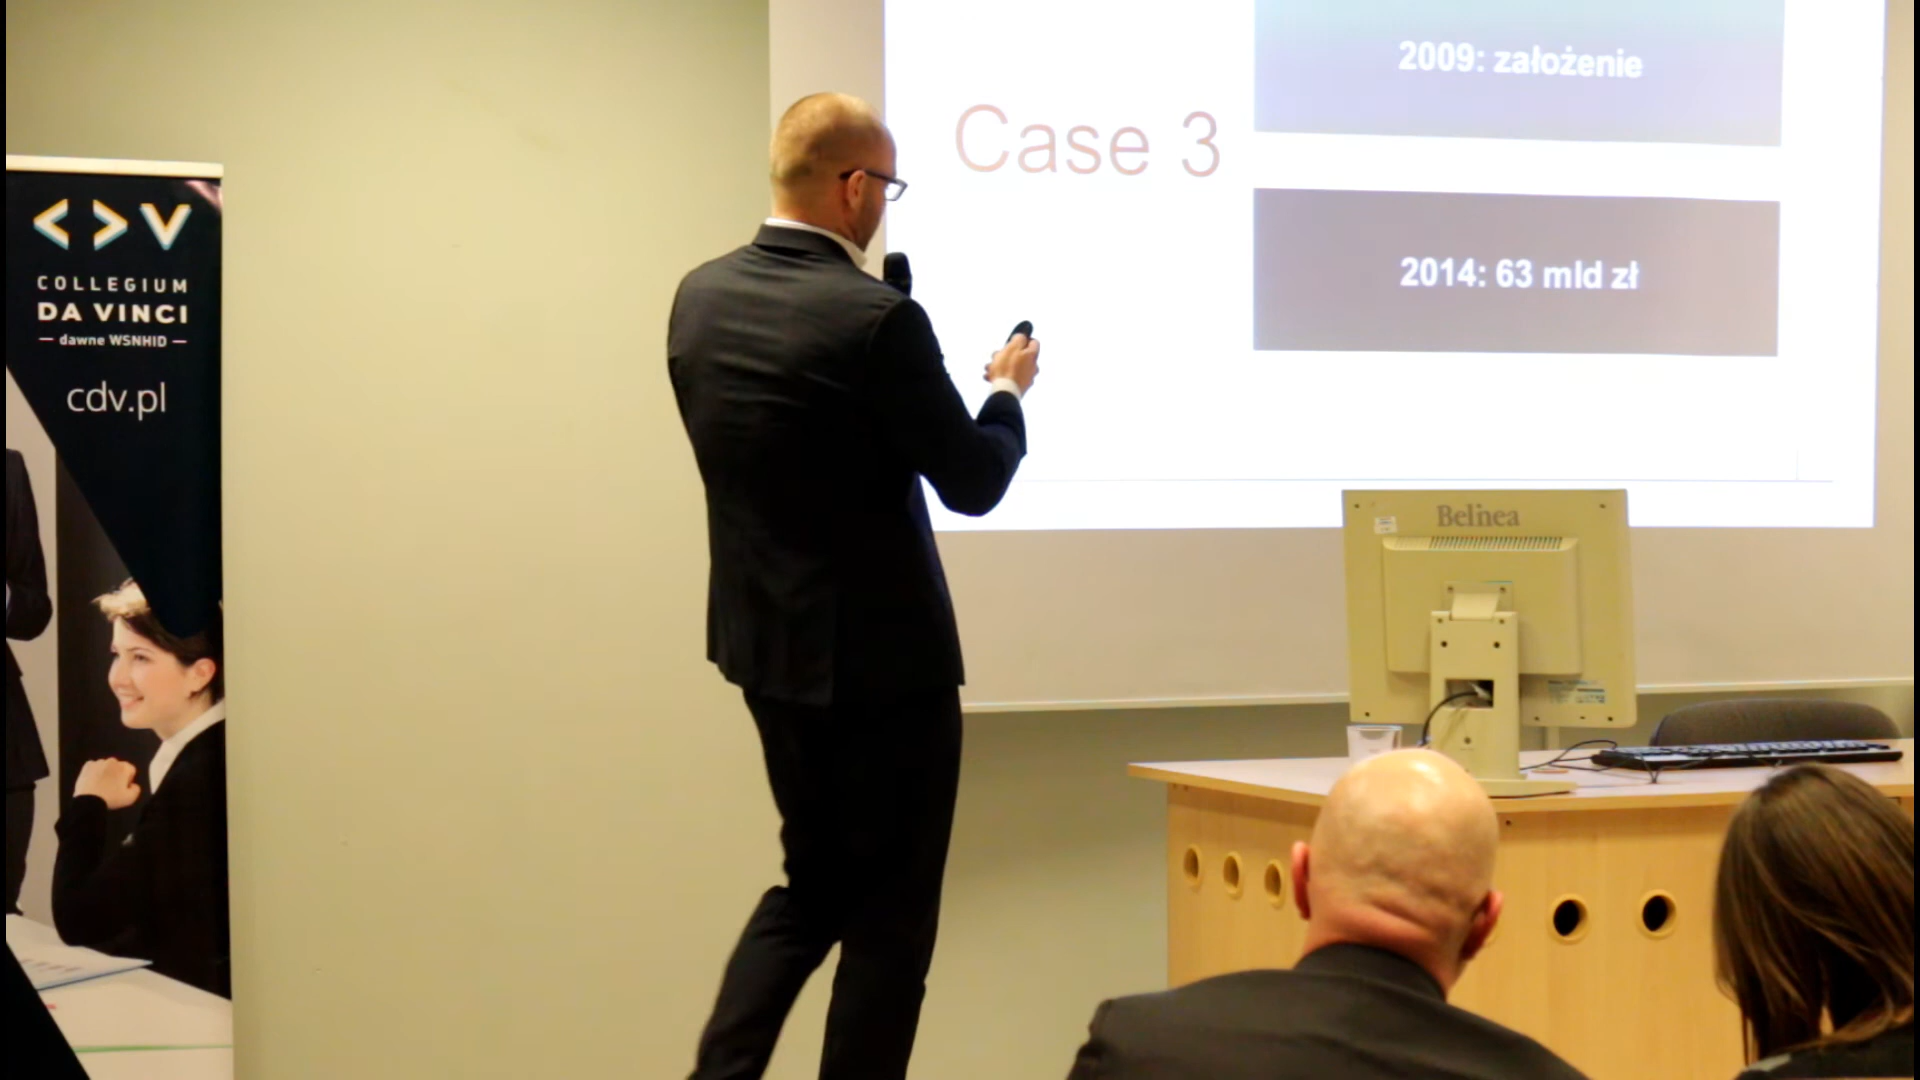 COLLEGIUM
DA VINCI
— dawne WSNHID —
cdv.pl
Case 3
2009: założenie
2014: 63 mld zł
Belinea